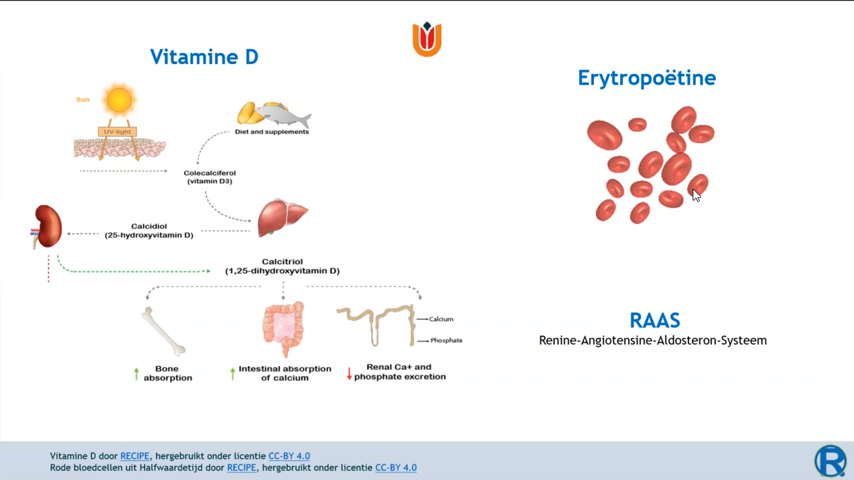 Vitamine D
Sun
UV-light
Diet and supplements
Colecalciferol
(vitamin D3)
Calcidiol
(25-hydroxyvitamin D)
Calcitriol
(1,25-dihydroxyvitamin D)
Calcium
Phosphate
Bone
absorption
Intestinal absorption
of calcium
Renal Ca+ and
phosphate excretion
Erytropoëtine
RAAS
Renine-Angiotensine-Aldosteron-Systeem
Vitamine D door RECIPE, hergebruikt onder licentie CC-BY 4.0
Rode bloedcellen uit Halfwaardetijd door RECIPE, hergebruikt onder licentie CC-BY 4.0
R